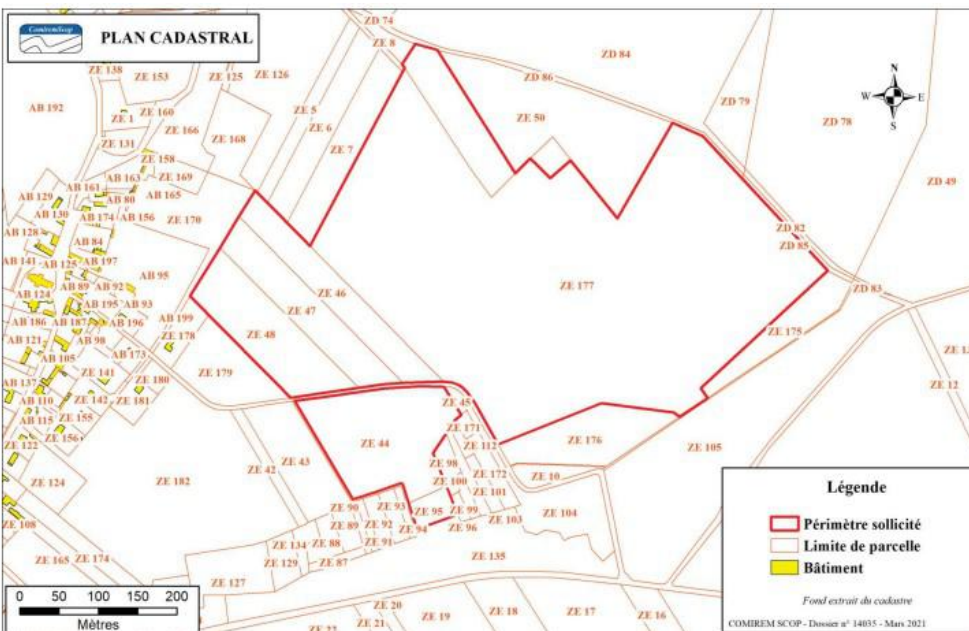 ComiremScop
PLAN CADASTRAL
ZD 74
ZE 8
ZD 84
ZD 86
ZE 138
ZE 153
ZE 125
ZE 126
AB 192
ZE 5
ZE 6
ZE 7
ZE 50
ZD 79
ZD 78
N
W E
S
ZE 1
ZE 160
ZE 166
ZE 168
ZE 131
ZE 158
ZE 169
AB 163
AB 161
AB 129
AB 80
AB 165
ZD 49
AB 130
AB 174
AB 156
ZE 170
AB 128
AB 84
ZD 82
ZD 85
AB 141
AB 125
AB 197
AB 95
AB 124
AB 89
AB 92
ZE 46
ZE 177
ZD 83
AB 195
AB 93
ZE 47
AB 186
AB 187
AB 196
AB 199
ZE 48
ZE 175
AB 121
AB 98
ZE 178
AB 105
AB 173
ZE 179
ZE 12
AB 137
ZE 141
ZE 180
AB 110
ZE 142
ZE 181
ZE 45
AB 115
ZE 155
ZE 171
ZE 122
ZE 156
ZE 44
ZE 112
ZE 176
ZE 105
ZE 43
ZE 42
ZE 98
ZE 172
ZE 10
ZE 124
ZE 182
ZE 100
ZE 101
ZE 90
ZE 93
ZE 95
ZE 99
ZE 103
ZE 104
ZE 108
ZE 89
ZE 92
ZE 94
ZE 96
ZE 134
ZE 88
ZE 91
ZE 165
ZE 174
ZE 129
ZE 87
ZE 135
ZE 127
ZE 20
ZE 19
ZE 18
ZE 17
ZE 16
ZE 21
ZE 22
0 50 100 150 200
Mètres
Légende
Périmètre sollicité
Limite de parcelle
Bâtiment
Fond extrait du cadastre
COMIREM SCOP - Dossier n° 14035 - Mars 2021